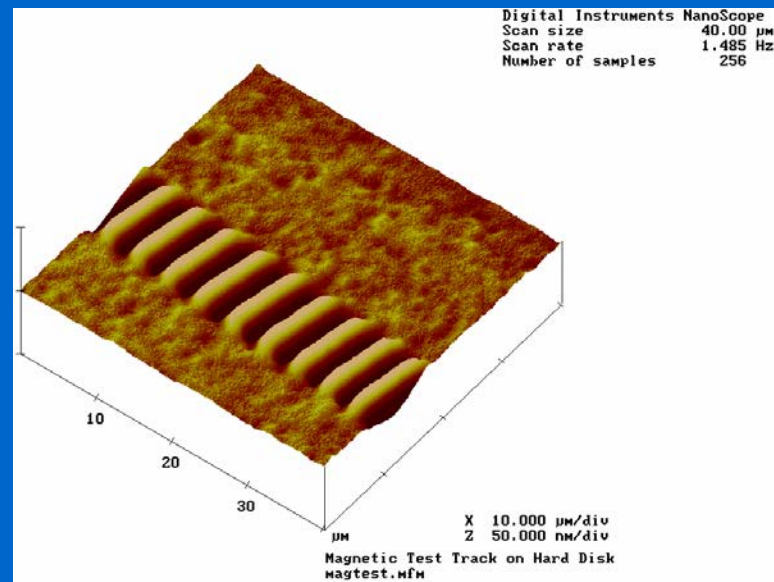 Digital Instruments NanoScope
Scan size 40.00 µm
Scan rate 1.485 Hz
Number of samples 256
10
20
30
µm
X 10.000 µm/div
Z 50.000 nm/div
Magnetic Test Track on Hard Disk
magtest.mfm